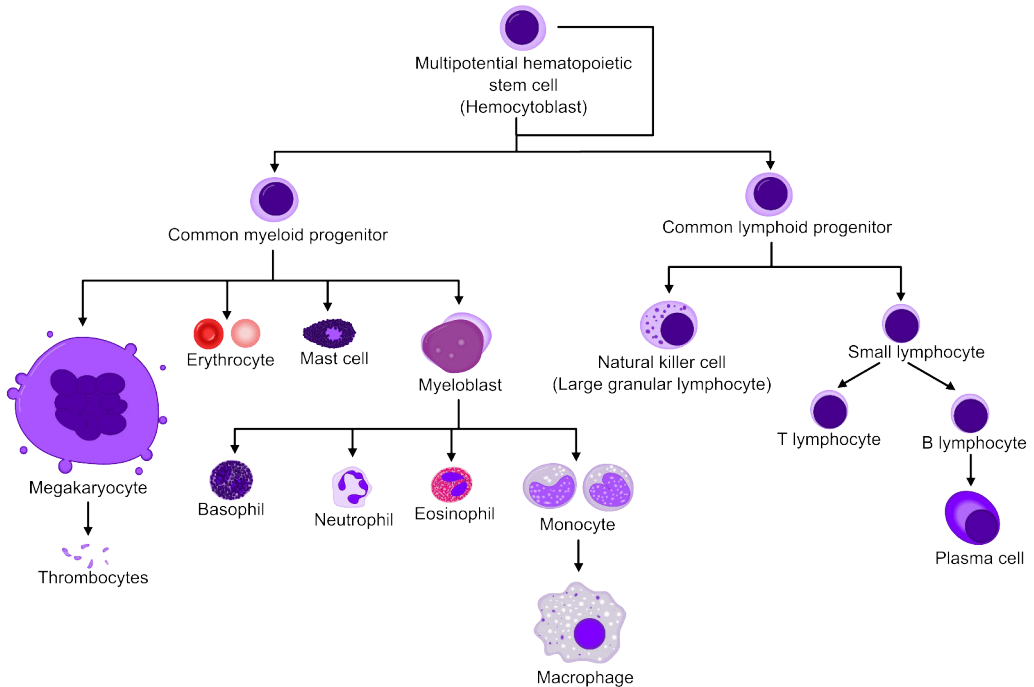 Multipotential hematopoietic
stem cell
(Hemocytoblast)
Common myeloid progenitor
Common lymphoid progenitor
Erythrocyte
Mast cell
Myeloblast
Natural killer cell
(Large granular lymphocyte)
Small lymphocyte
T lymphocyte
B lymphocyte
Megakaryocyte
Basophil
Neutrophil
Eosinophil
Monocyte
Plasma cell
Thrombocytes
Macrophage